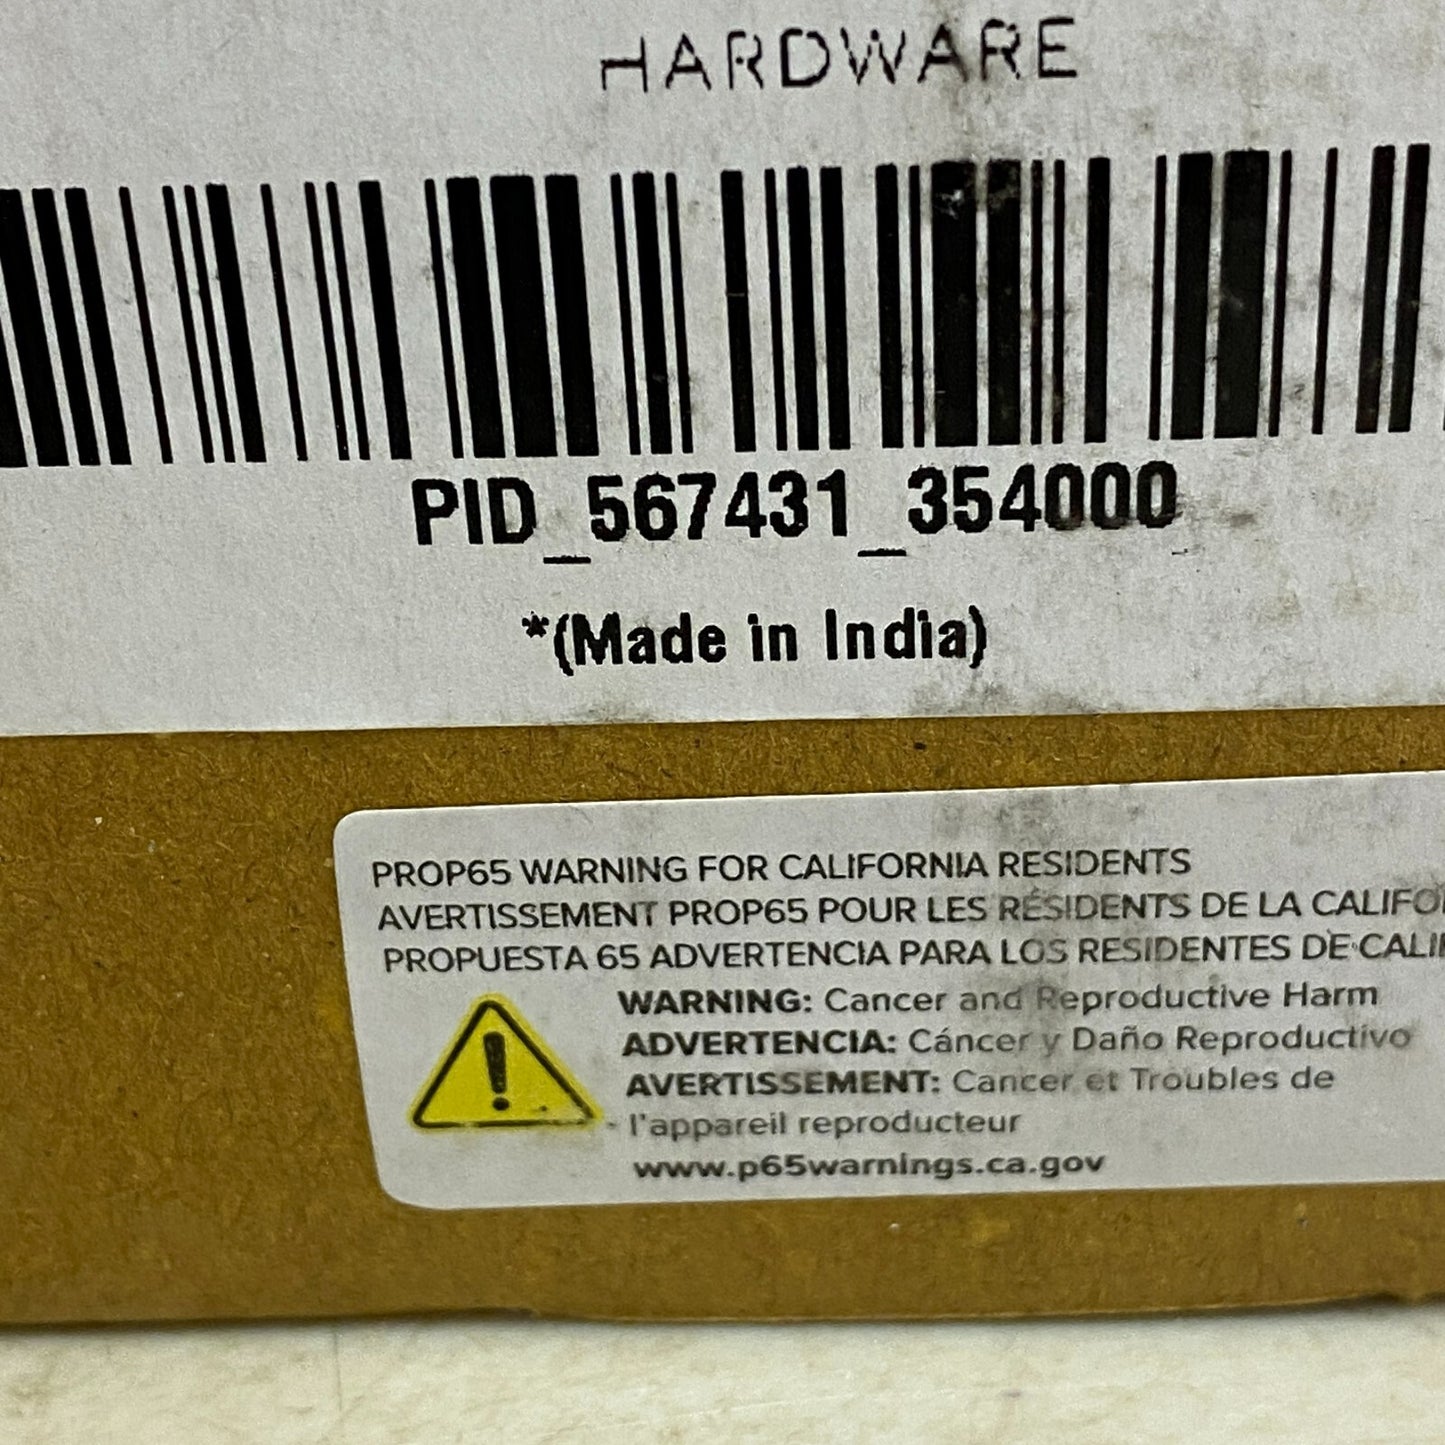 HARDWARE
PID_567431_354000
*(Made in India)
PROP65 WARNING FOR CALIFORNIA RESIDENTS
AVERTISSEMENT PROP65 POUR LES RÉSIDENTS DE LA
PROPUESTA 65 ADVERTENCIA PARA LOS RESIDENTES DE
WARNING: Cancer and Reproductive Harm
ADVERTENCIA: Cáncer y Daño Reproductivo
AVERTISSEMENT: Cancer et Troubles de
l'appareil reproducteur
www.p65warnings.ca.gov